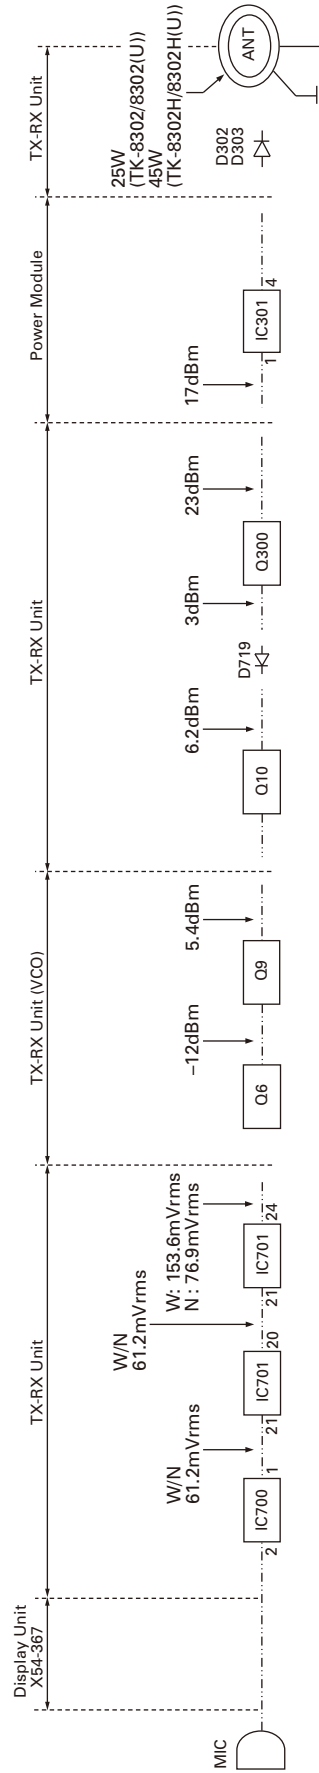 Display Unit
X54-367
TX-RX Unit
TX-RX Unit (VCO)
TX-RX Unit
Power Module
TX-RX Unit
W/N
61.2mVrms
W/N
61.2mVrms
W: 153.6mVrms
N : 76.9mVrms
–12dBm
5.4dBm
6.2dBm
3dBm
23dBm
17dBm
25W
(TK-8302/8302(U))
45W
(TK-8302H/8302H(U))
MIC
2
IC700
1
21
IC701
20
21
IC701
24
Q6
Q9
Q10
D719
Q300
1
IC301
4
D302
D303
ANT